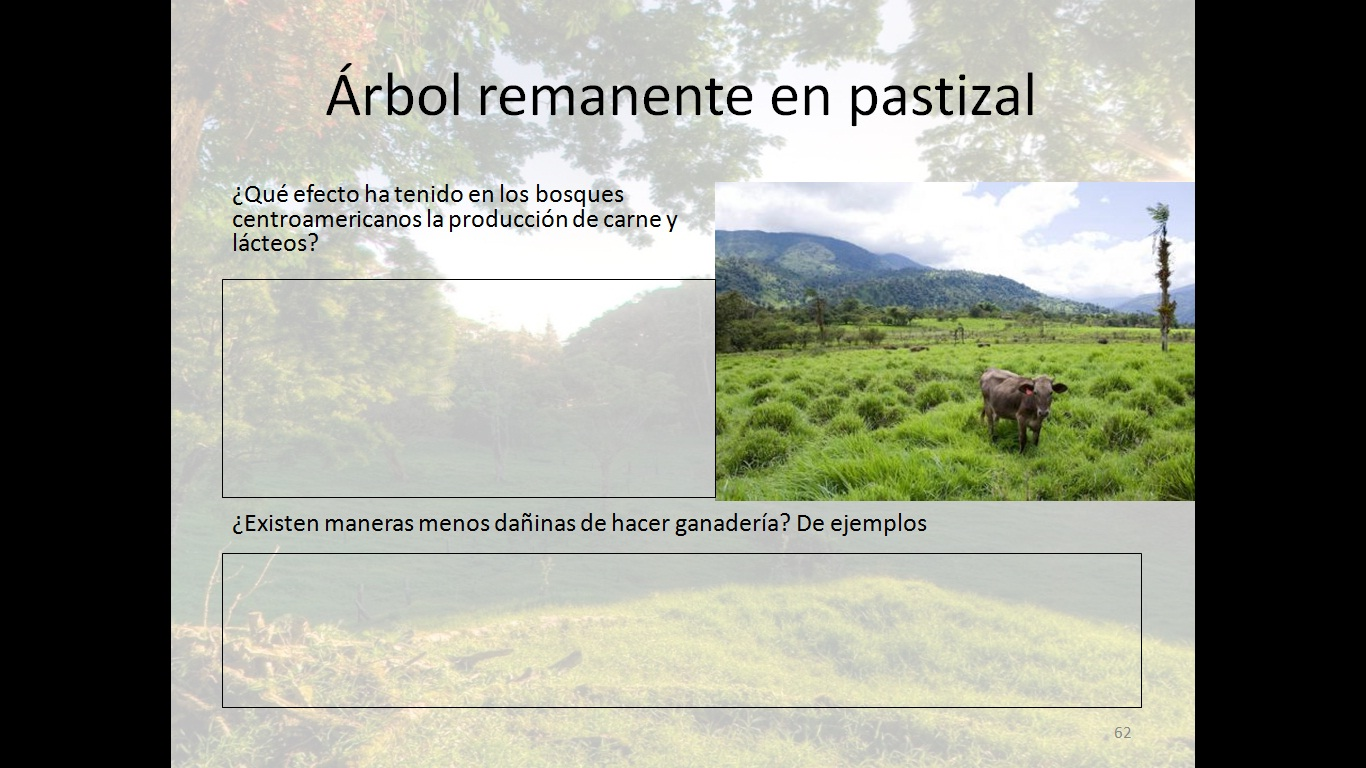 Árbol remanente en pastizal
¿Qué efecto ha tenido en los bosques
centroamericanos la producción de carne y
lácteos?
¿Existen maneras menos dañinas de hacer ganadería? De ejemplos
62